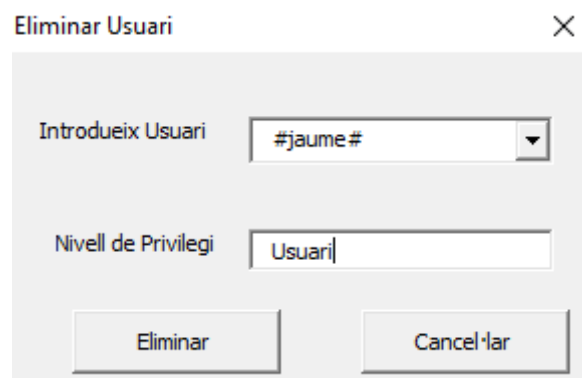 Eliminar Usuari
Introdueix Usuari #jaume#
Nivell de Privilegi Usuari
Eliminar Cancel·lar